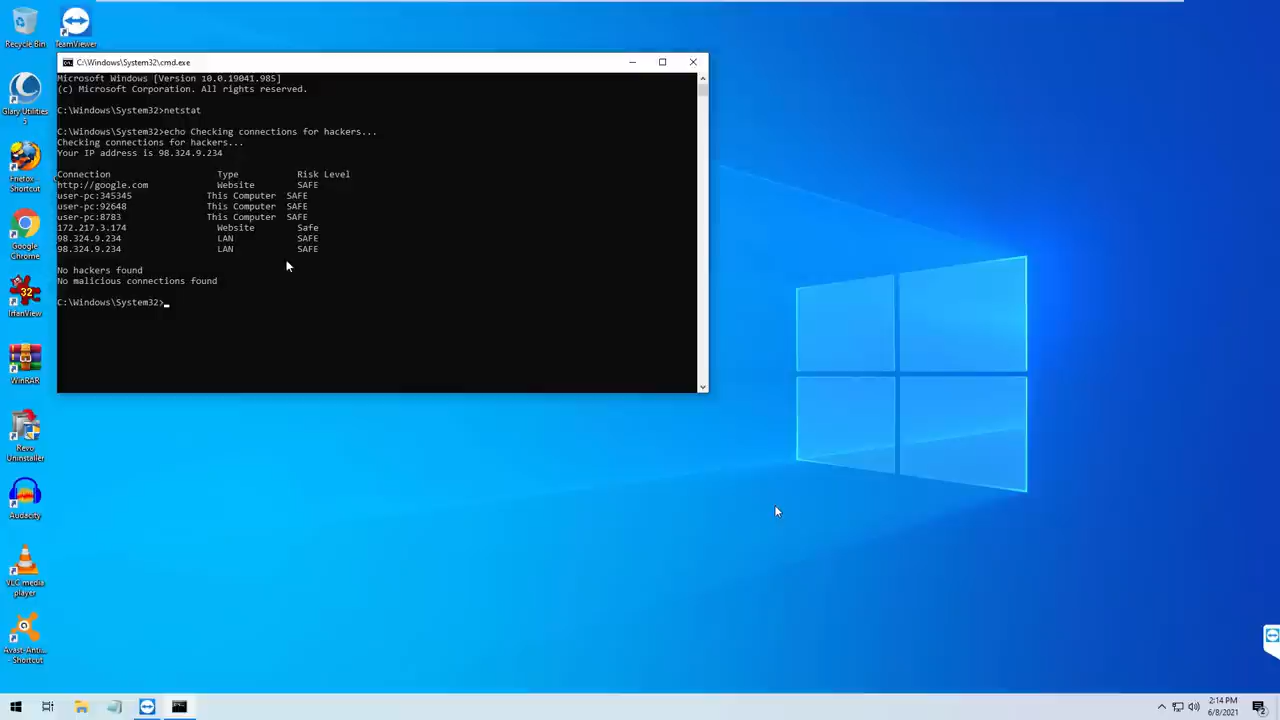 Recycle Bin
TeamViewer
C:\Windows\System32\cmd.exe
Microsoft Windows [Version 10.0.19041.985]
(c) Microsoft Corporation. All rights reserved.
C:\Windows\System32>netstat
C:\Windows\System32>echo Checking connections for hackers...
Checking connections for hackers...
Your IP address is 98.324.9.234
Connection Type Risk Level
http://google.com Website SAFE
user-pc:345345 This Computer SAFE
user-pc:92648 This Computer SAFE
user-pc:8783 This Computer SAFE
172.217.3.174 Website Safe
98.324.9.234 LAN SAFE
98.324.9.234 LAN SAFE
No hackers found
No malicious connections found
C:\Windows\System32>_
Glary Utilities
5
Firefox -
Shortcut
Google
Chrome
32
IrfanView
WinRAR
Revo
Uninstaller
Audacity
VLC media
player
Avast-Anti...
- Shortcut
2:14 PM
6/8/2021
2